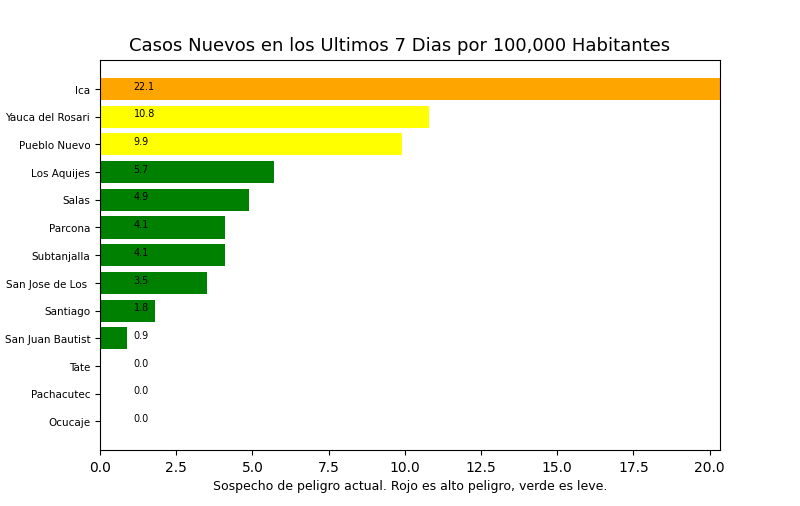 Casos Nuevos en los Ultimos 7 Dias por 100,000 Habitantes
Ica 22.1
Yauca del Rosari 10.8
Pueblo Nuevo 9.9
Los Aquijes 5.7
Salas 4.9
Parcona 4.1
Subtanjalla 4.1
San Jose de Los 3.5
Santiago 1.8
San Juan Bautist 0.9
Tate 0.0
Pachacutec 0.0
Ocucaje 0.0
0.0 2.5 5.0 7.5 10.0 12.5 15.0 17.5 20.0
Sospecho de peligro actual. Rojo es alto peligro, verde es leve.